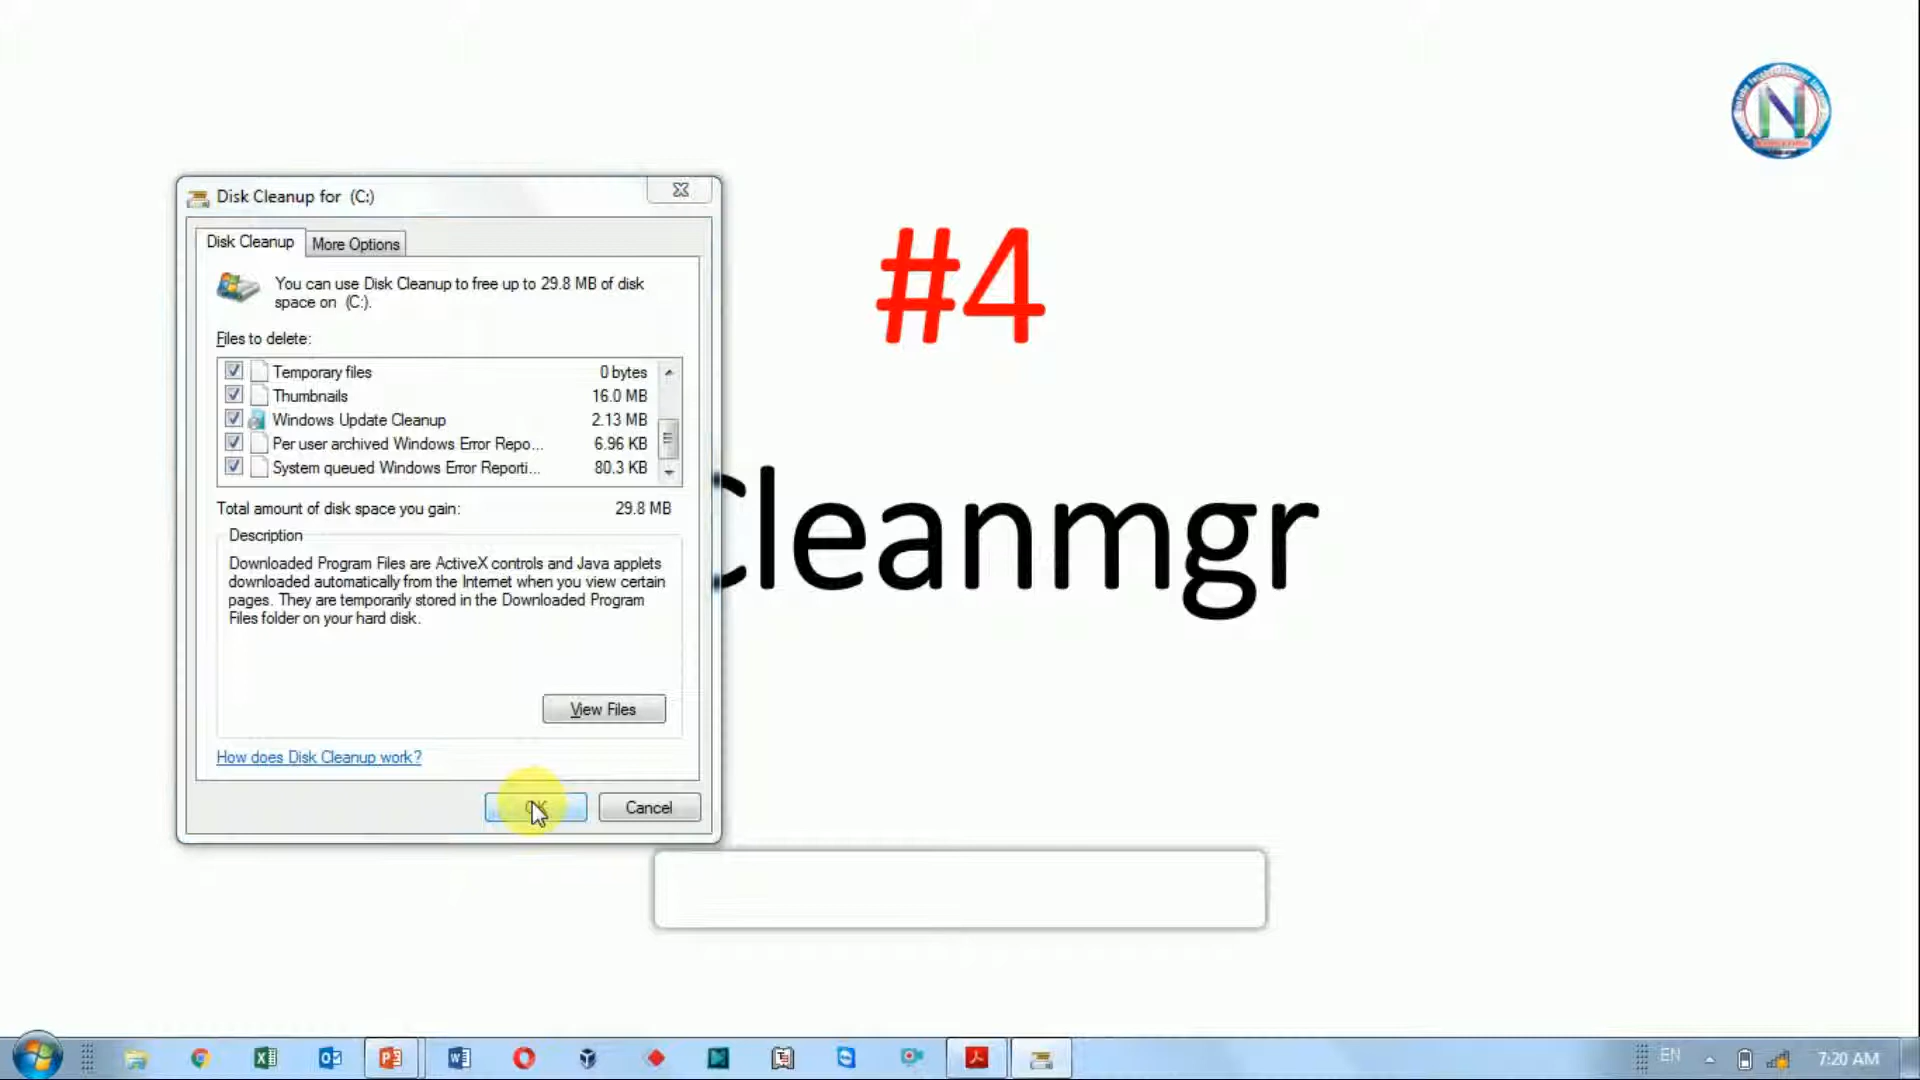 Disk Cleanup for (C:)
Disk Cleanup
More Options
You can use Disk Cleanup to free up to 29.8 MB of disk
space on (C:).
Files to delete:
Temporary files 0 bytes
Thumbnails 16.0 MB
Windows Update Cleanup 2.13 MB
Per user archived Windows Error Repo... 6.96 KB
System queued Windows Error Reporti... 80.3 KB
Total amount of disk space you gain: 29.8 MB
Description
Downloaded Program Files are ActiveX controls and Java applets
downloaded automatically from the Internet when you view certain
pages. They are temporarily stored in the Downloaded Program
Files folder on your hard disk.
View Files
How does Disk Cleanup work?
OK
Cancel
#4
Cleanmgr
N
EN
7:20 AM